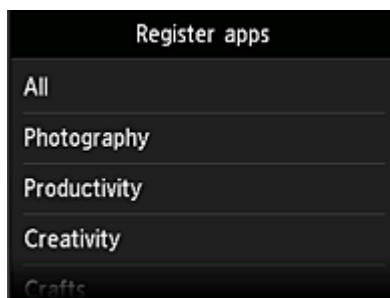 Register apps
All
Photography
Productivity
Creativity
Crafts